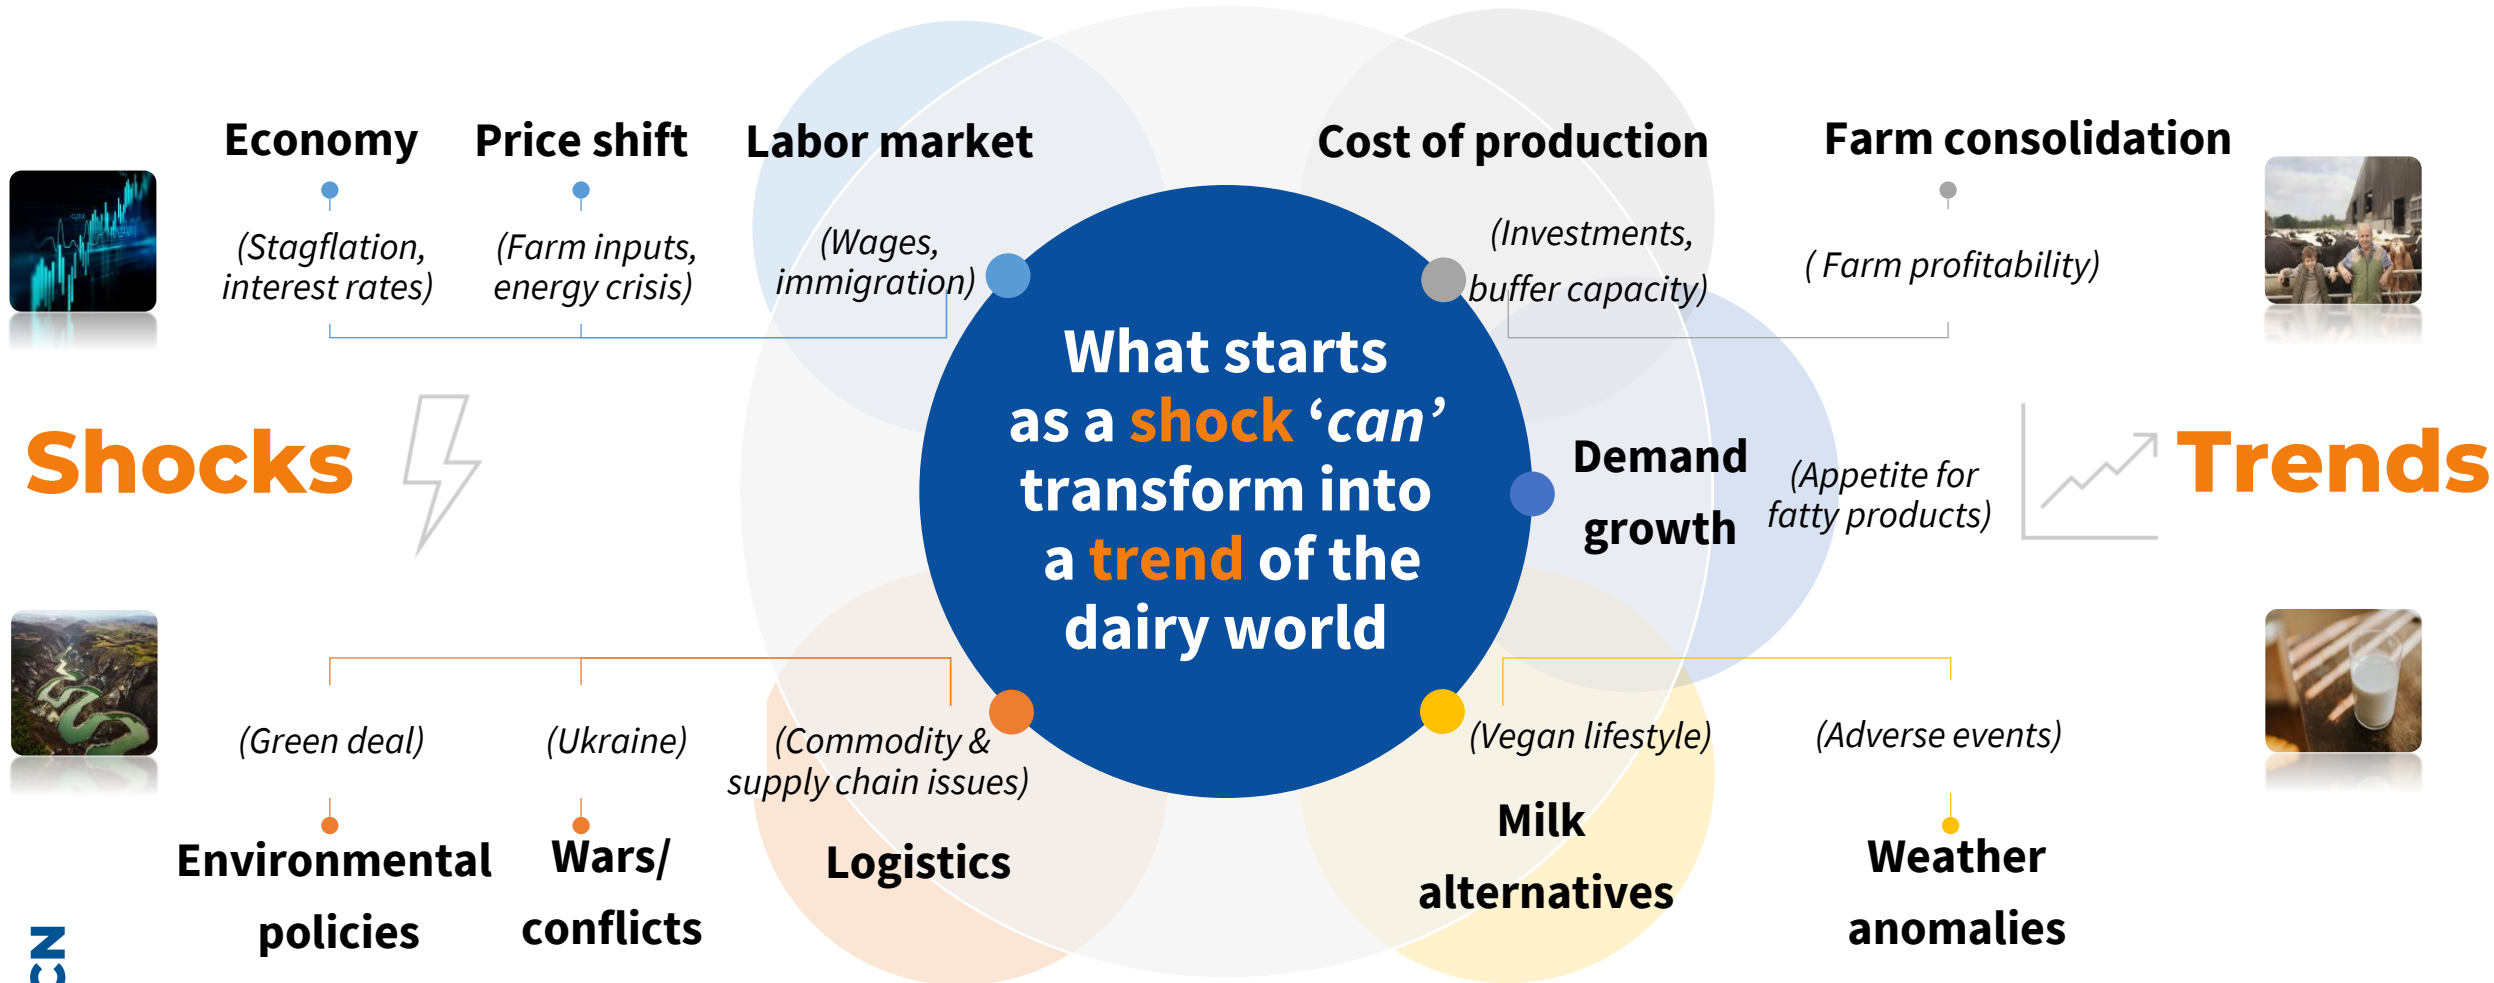 Economy
(Stagflation,
interest rates)
Price shift
(Farm inputs,
energy crisis)
Labor market
(Wages,
immigration)
Cost of production
(Investments,
buffer capacity)
Farm consolidation
( Farm profitability)
Shocks
What starts
as a shock ‘can’
transform into
a trend of the
dairy world
Demand
growth
(Appetite for
fatty products)
Trends
(Green deal)
Environmental
policies
(Ukraine)
Wars/
conflicts
(Commodity &
supply chain issues)
Logistics
(Vegan lifestyle)
Milk
alternatives
(Adverse events)
Weather
anomalies
CN